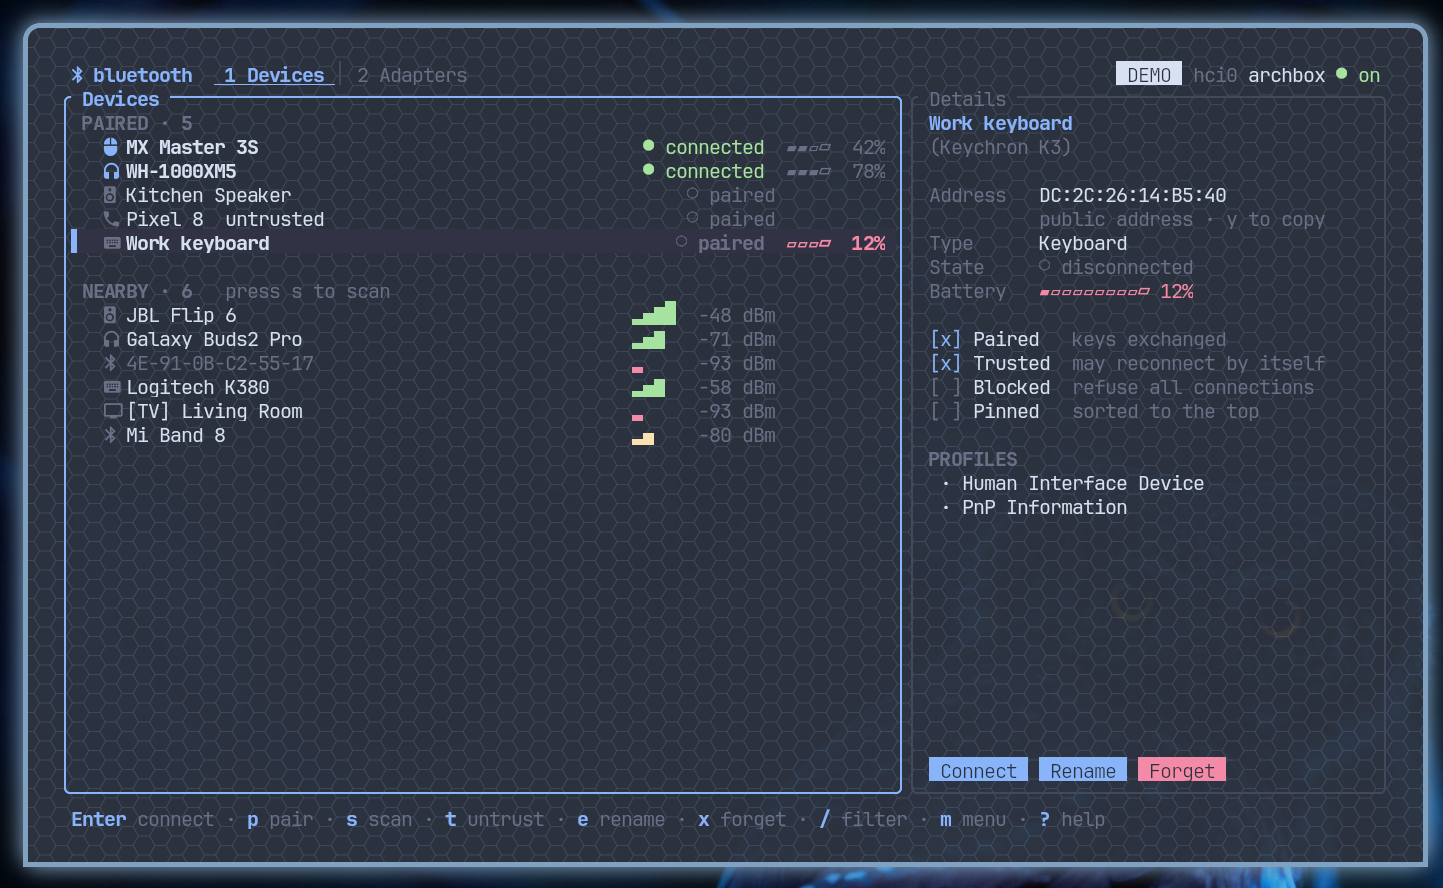 bluetooth 1 Devices 2 Adapters DEMO hci0 archbox on
Devices
PAIRED · 5
MX Master 3S connected 42%
WH-1000XM5 connected 78%
Kitchen Speaker paired
Pixel 8 untrusted paired
Work keyboard paired 12%
NEARBY · 6 press s to scan
JBL Flip 6 -48 dBm
Galaxy Buds2 Pro -71 dBm
4E-91-0B-C2-55-17 -93 dBm
Logitech K380 -58 dBm
[TV] Living Room -93 dBm
Mi Band 8 -80 dBm
Details
Work keyboard
(Keychron K3)
Address DC:2C:26:14:B5:40
public address · y to copy
Type Keyboard
State disconnected
Battery 12%
[x] Paired keys exchanged
[x] Trusted may reconnect by itself
[ ] Blocked refuse all connections
[ ] Pinned sorted to the top
PROFILES
· Human Interface Device
· PnP Information
Connect Rename Forget
Enter connect · p pair · s scan · t untrust · e rename · x forget · / filter · m menu · ? help